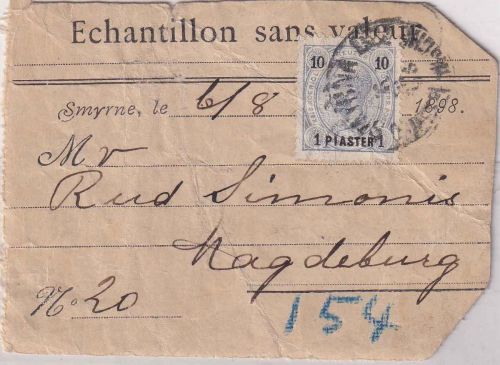 Echantillon sans valeur
10 10
1 PIASTER 1
Smyrne, le 6/8 1898.
Mr
Rud Simonis
Magdeburg
No. 20
154